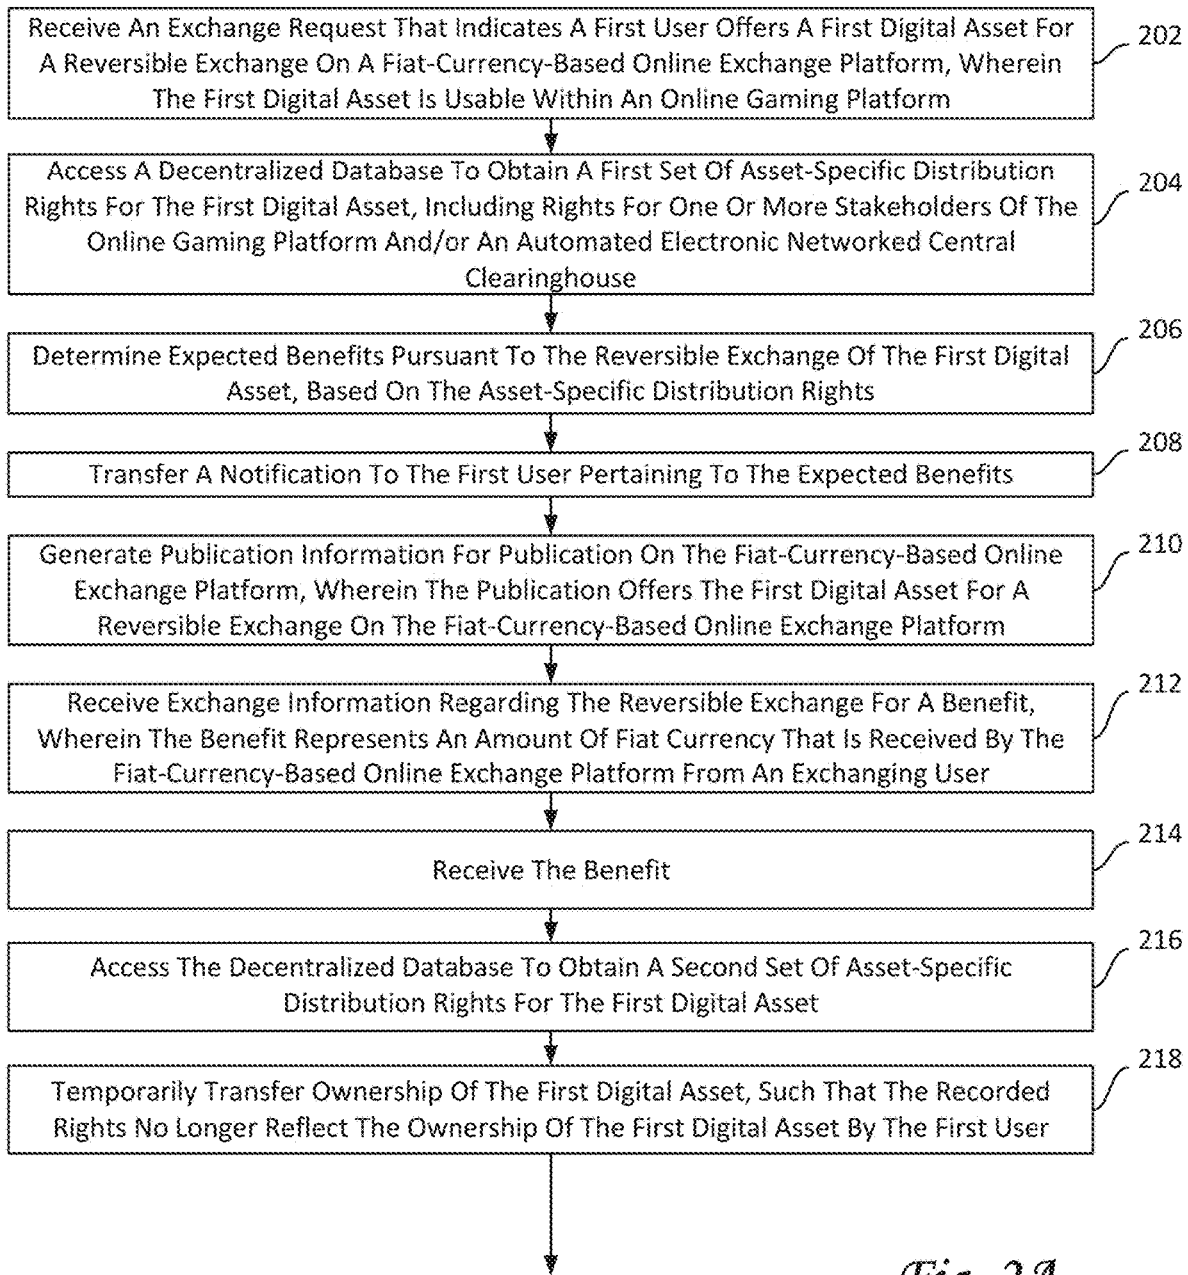 Receive An Exchange Request That Indicates A First User Offers A First Digital Asset For
A Reversible Exchange On A Fiat-Currency-Based Online Exchange Platform, Wherein
The First Digital Asset Is Usable Within An Online Gaming Platform
202
Access A Decentralized Database To Obtain A First Set Of Asset-Specific Distribution
Rights For The First Digital Asset, Including Rights For One Or More Stakeholders Of The
Online Gaming Platform And/or An Automated Electronic Networked Central
Clearinghouse
204
Determine Expected Benefits Pursuant To The Reversible Exchange Of The First Digital
Asset, Based On The Asset-Specific Distribution Rights
206
Transfer A Notification To The First User Pertaining To The Expected Benefits
208
Generate Publication Information For Publication On The Fiat-Currency-Based Online
Exchange Platform, Wherein The Publication Offers The First Digital Asset For A
Reversible Exchange On The Fiat-Currency-Based Online Exchange Platform
210
Receive Exchange Information Regarding The Reversible Exchange For A Benefit,
Wherein The Benefit Represents An Amount Of Fiat Currency That Is Received By The
Fiat-Currency-Based Online Exchange Platform From An Exchanging User
212
Receive The Benefit
214
Access The Decentralized Database To Obtain A Second Set Of Asset-Specific
Distribution Rights For The First Digital Asset
216
Temporarily Transfer Ownership Of The First Digital Asset, Such That The Recorded
Rights No Longer Reflect The Ownership Of The First Digital Asset By The First User
218
Fig. 2A